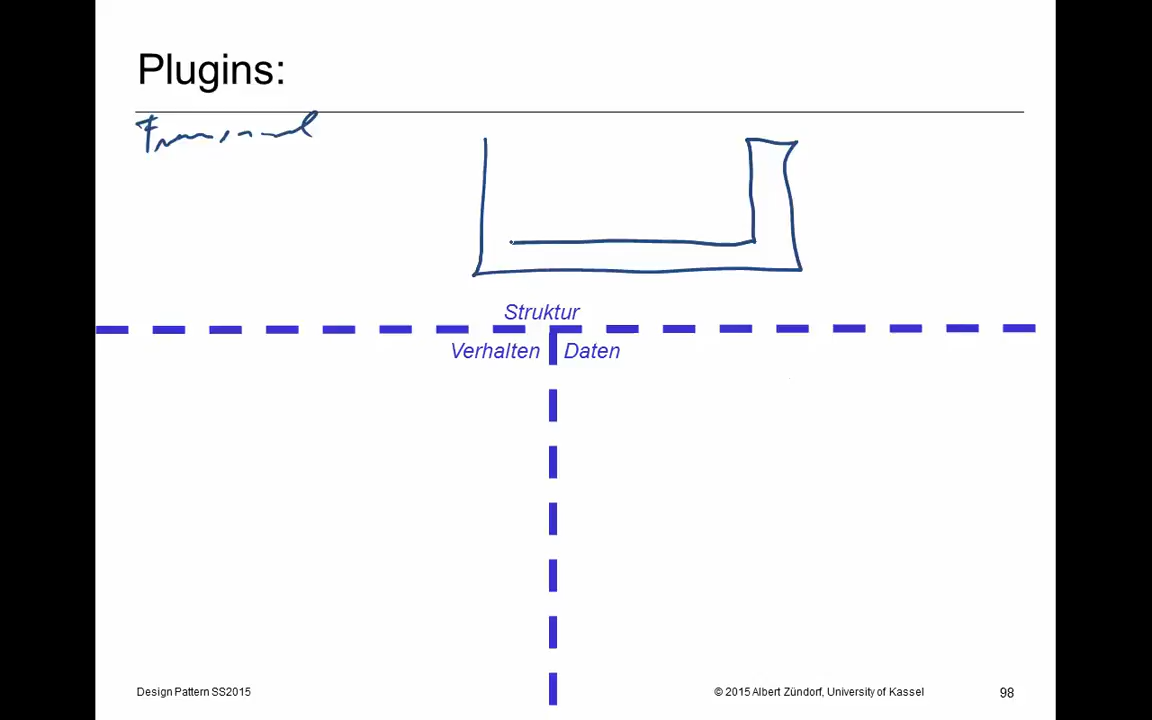 Plugins:
Struktur
Verhalten Daten
Design Pattern SS2015 © 2015 Albert Zündorf, University of Kassel 98